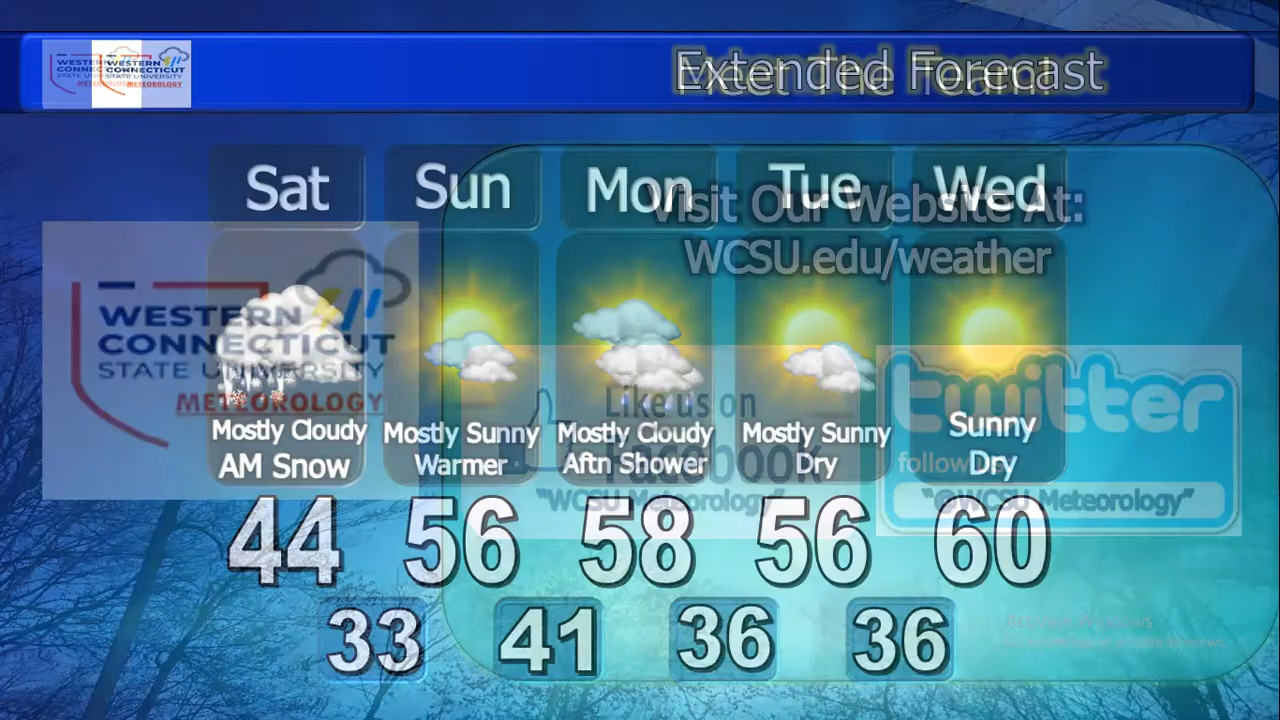 WESTERN
CONNECTICUT
STATE UNIVERSITY
METEOROLOGY
Extended Forecast
Sat Sun Mon Tue Wed
Visit Our Website At:
WCSU.edu/weather
WESTERN
CONNECTICUT
STATE UNIVERSITY
METEOROLOGY
Mostly Cloudy
AM Snow
Mostly Sunny
Warmer
Mostly Cloudy
Aftn Shower
Mostly Sunny
Dry
Sunny
Dry
Like us on
Facebook
“WCSU Meteorology”
twitter
follow us
“@WCSU Meteorology”
44 56 58 56 60
33 41 36 36